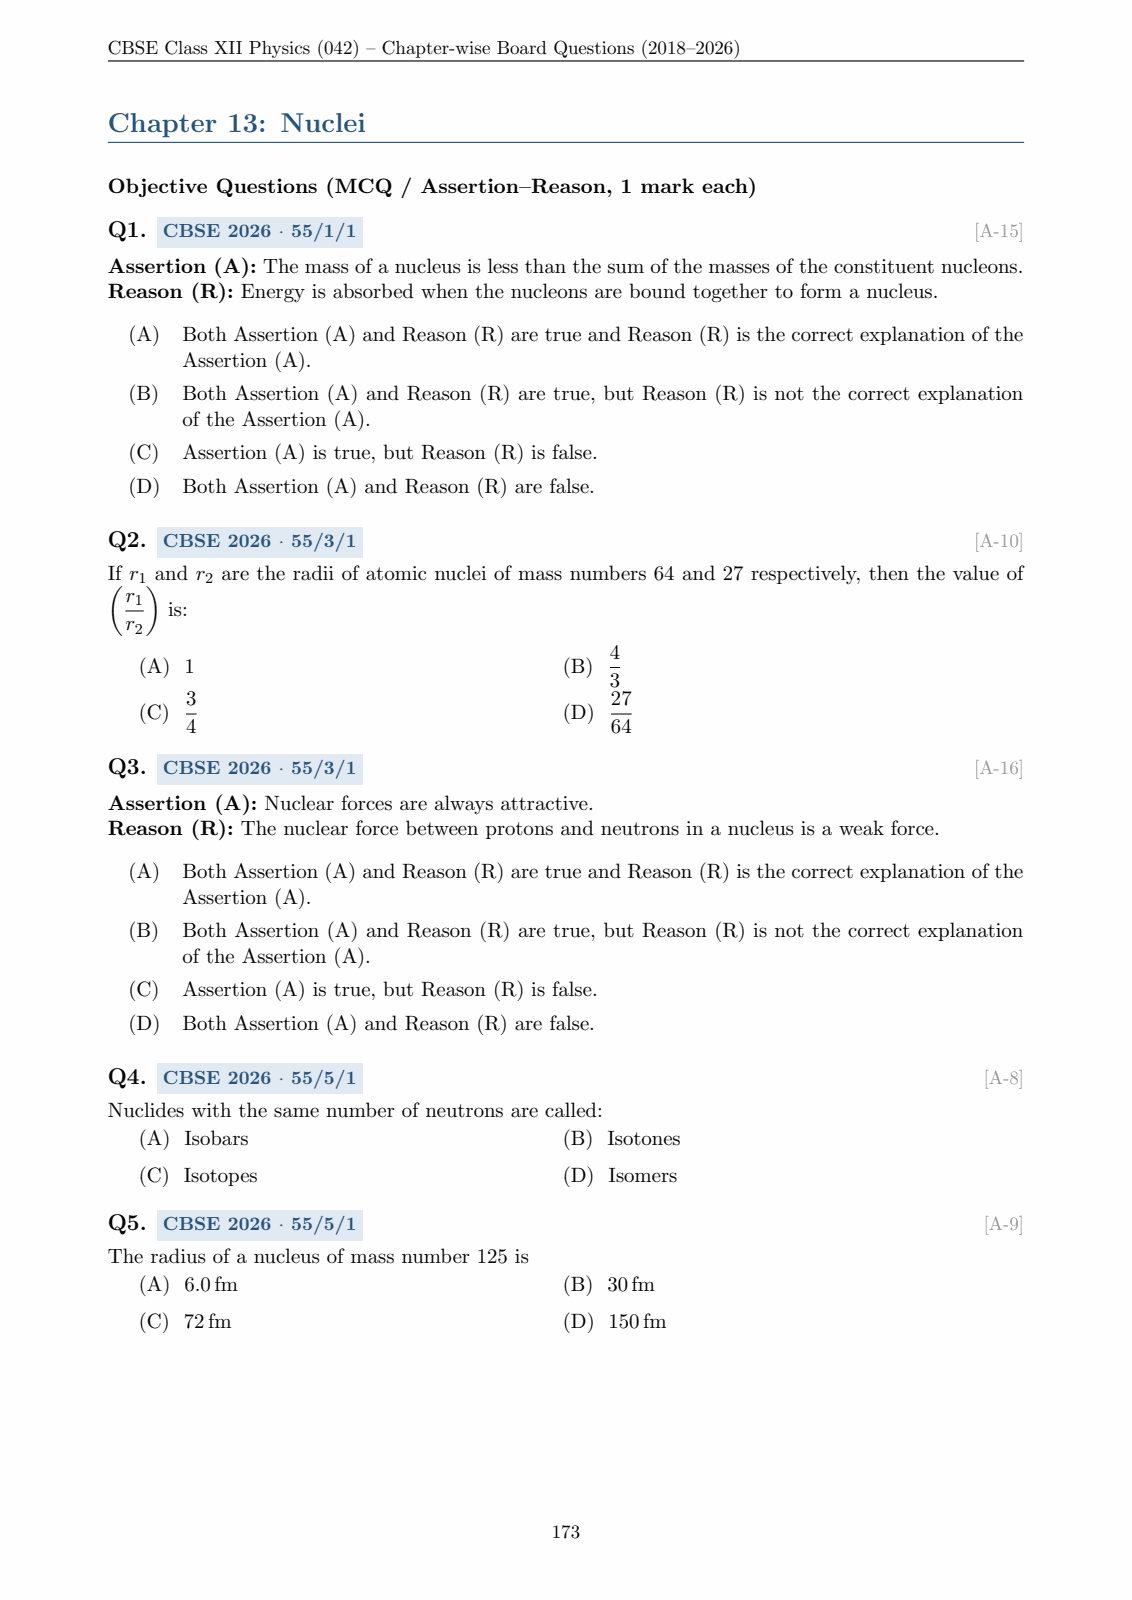 CBSE Class XII Physics (042) – Chapter-wise Board Questions (2018–2026)
Chapter 13: Nuclei
Objective Questions (MCQ / Assertion–Reason, 1 mark each)
Q1. CBSE 2026 · 55/1/1 [A-15]
Assertion (A): The mass of a nucleus is less than the sum of the masses of the constituent nucleons.
Reason (R): Energy is absorbed when the nucleons are bound together to form a nucleus.
(A) Both Assertion (A) and Reason (R) are true and Reason (R) is the correct explanation of the
Assertion (A).
(B) Both Assertion (A) and Reason (R) are true, but Reason (R) is not the correct explanation
of the Assertion (A).
(C) Assertion (A) is true, but Reason (R) is false.
(D) Both Assertion (A) and Reason (R) are false.
Q2. CBSE 2026 · 55/3/1 [A-10]
If r₁ and r₂ are the radii of atomic nuclei of mass numbers 64 and 27 respectively, then the value of
(r₁/r₂) is:
(A) 1 (B) 4/3
(C) 3/4 (D) 27/64
Q3. CBSE 2026 · 55/3/1 [A-16]
Assertion (A): Nuclear forces are always attractive.
Reason (R): The nuclear force between protons and neutrons in a nucleus is a weak force.
(A) Both Assertion (A) and Reason (R) are true and Reason (R) is the correct explanation of the
Assertion (A).
(B) Both Assertion (A) and Reason (R) are true, but Reason (R) is not the correct explanation
of the Assertion (A).
(C) Assertion (A) is true, but Reason (R) is false.
(D) Both Assertion (A) and Reason (R) are false.
Q4. CBSE 2026 · 55/5/1 [A-8]
Nuclides with the same number of neutrons are called:
(A) Isobars (B) Isotones
(C) Isotopes (D) Isomers
Q5. CBSE 2026 · 55/5/1 [A-9]
The radius of a nucleus of mass number 125 is
(A) 6.0 fm (B) 30 fm
(C) 72 fm (D) 150 fm
173